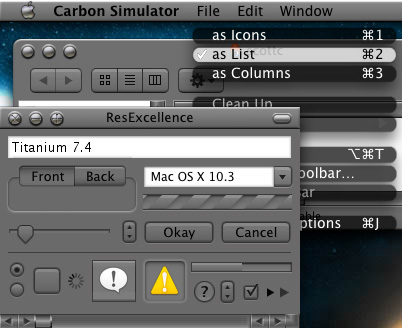 Carbon Simulator File Edit Window
as Icons ⌘1
✓ as List ⌘2
as Columns ⌘3
Clean Up
ResExcellence
Titanium 7.4
⌥⌘T
Front Back
Mac OS X 10.3
oolbar...
bar
ptions ⌘J
Okay
Cancel